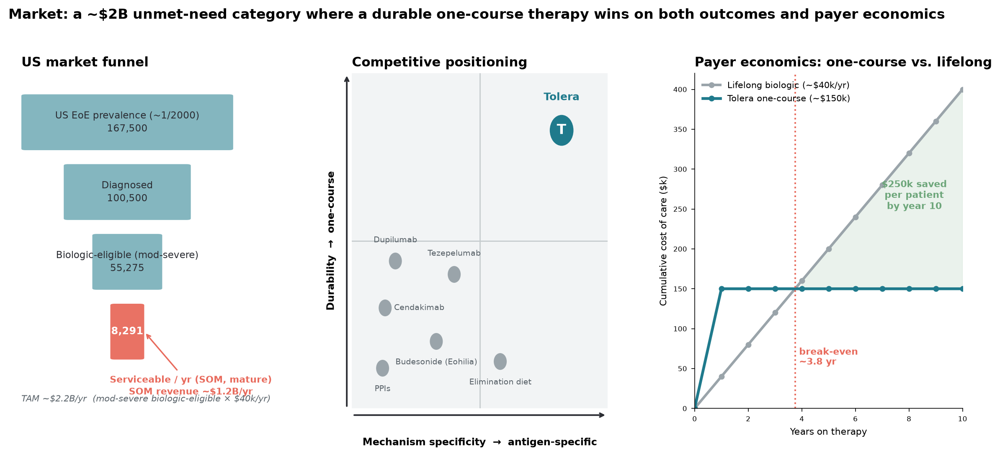 Market: a ~$2B unmet-need category where a durable one-course therapy wins on both outcomes and payer economics
US market funnel
US EoE prevalence (~1/2000)
167,500
Diagnosed
100,500
Biologic-eligible (mod-severe)
55,275
8,291
Serviceable / yr (SOM, mature)
SOM revenue ~$1.2B/yr
TAM ~$2.2B/yr (mod-severe biologic-eligible × $40k/yr)
Competitive positioning
Durability → one-course
Tolera
T
Dupilumab
Tezepelumab
Cendakimab
Budesonide (Eohilia)
PPIs
Elimination diet
Mechanism specificity → antigen-specific
Payer economics: one-course vs. lifelong
Lifelong biologic (~$40k/yr)
Tolera one-course (~$150k)
Cumulative cost of care ($k)
400
350
300
250
200
150
100
50
0
$250k saved
per patient
by year 10
break-even
~3.8 yr
0 2 4 6 8 10
Years on therapy